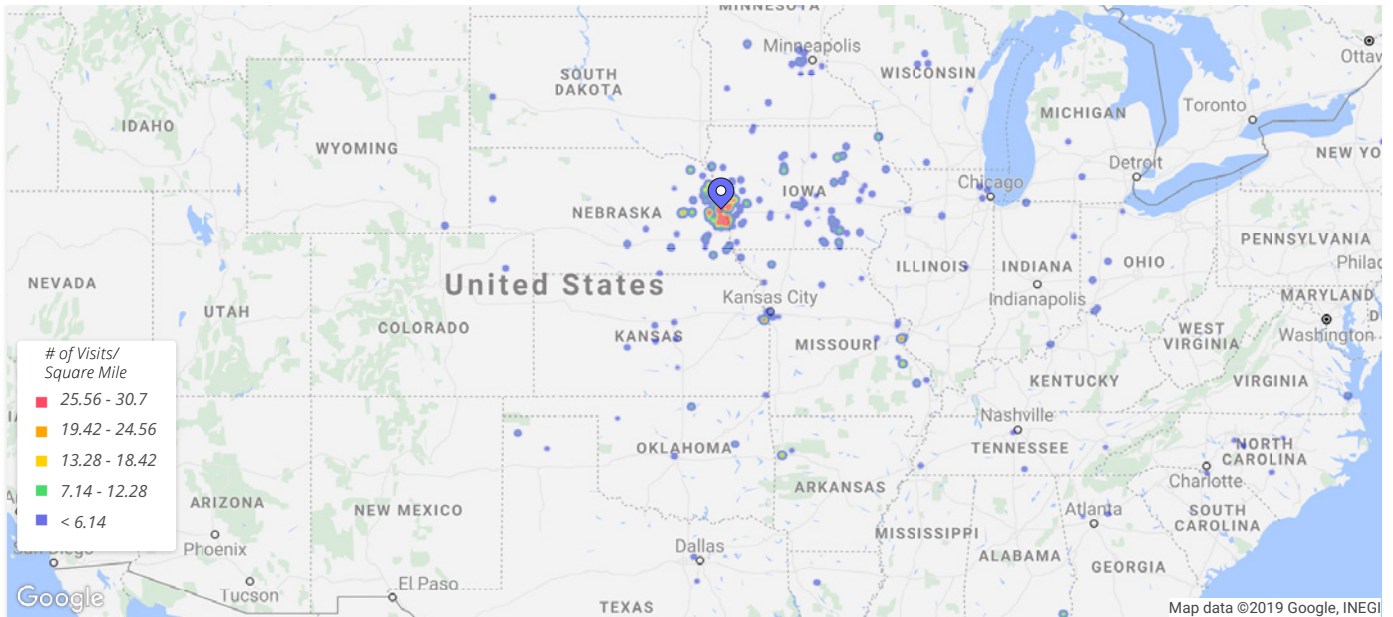 MINNESOTA
Minneapolis
Ottaw
SOUTH
DAKOTA
WISCONSIN
MICHIGAN
Toronto
IDAHO
WYOMING
NEW YO
Detroit
Chicago
IOWA
NEBRASKA
PENNSYLVANIA
Philad
ILLINOIS
INDIANA
OHIO
NEVADA
United States
Kansas City
Indianapolis
MARYLAND
D
UTAH
COLORADO
KANSAS
MISSOURI
WEST
VIRGINIA
Washington
# of Visits/
Square Mile
25.56 - 30.7
19.42 - 24.56
13.28 - 18.42
7.14 - 12.28
< 6.14
KENTUCKY
VIRGINIA
Nashville
TENNESSEE
OKLAHOMA
NORTH
CAROLINA
Charlotte
ARKANSAS
ARIZONA
NEW MEXICO
Atlanta
SOUTH
CAROLINA
MISSISSIPPI
Phoenix
San Diego
Dallas
ALABAMA
GEORGIA
El Paso
Tucson
TEXAS
Google
Map data ©2019 Google, INEGI